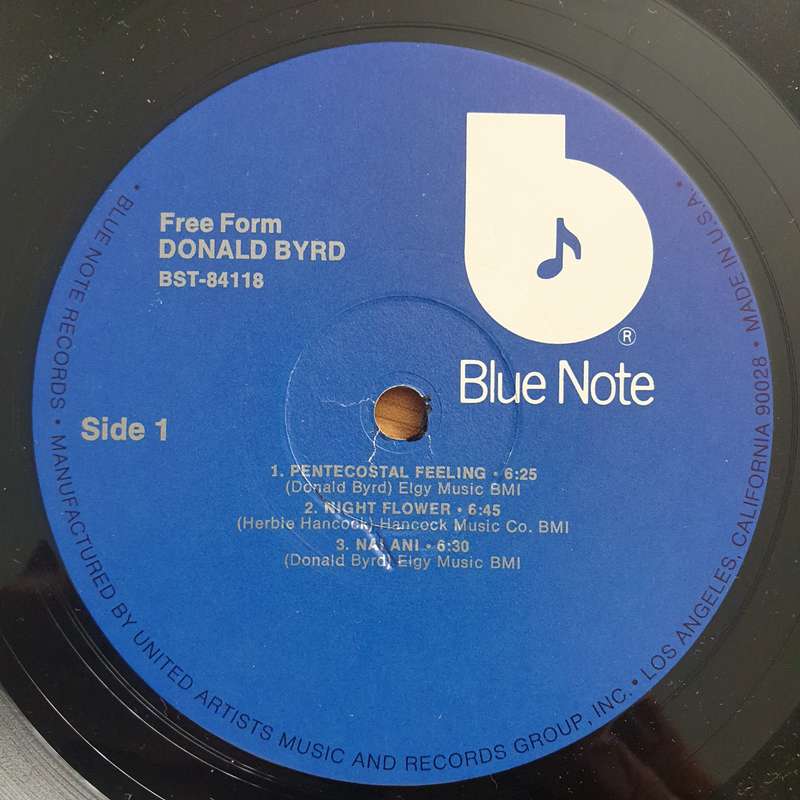 Free Form
DONALD BYRD
BST-84118
®
Blue Note
Side 1
1. PENTECOSTAL FEELING • 6:25
(Donald Byrd) Elgy Music BMI
2. NIGHT FLOWER • 6:45
(Herbie Hancock) Hancock Music Co. BMI
3. NAI ANI • 6:30
(Donald Byrd) Elgy Music BMI
• BLUE NOTE RECORDS • MANUFACTURED BY UNITED ARTISTS MUSIC AND RECORDS GROUP, INC. • LOS ANGELES, CALIFORNIA 90028 • MADE IN U.S.A. •